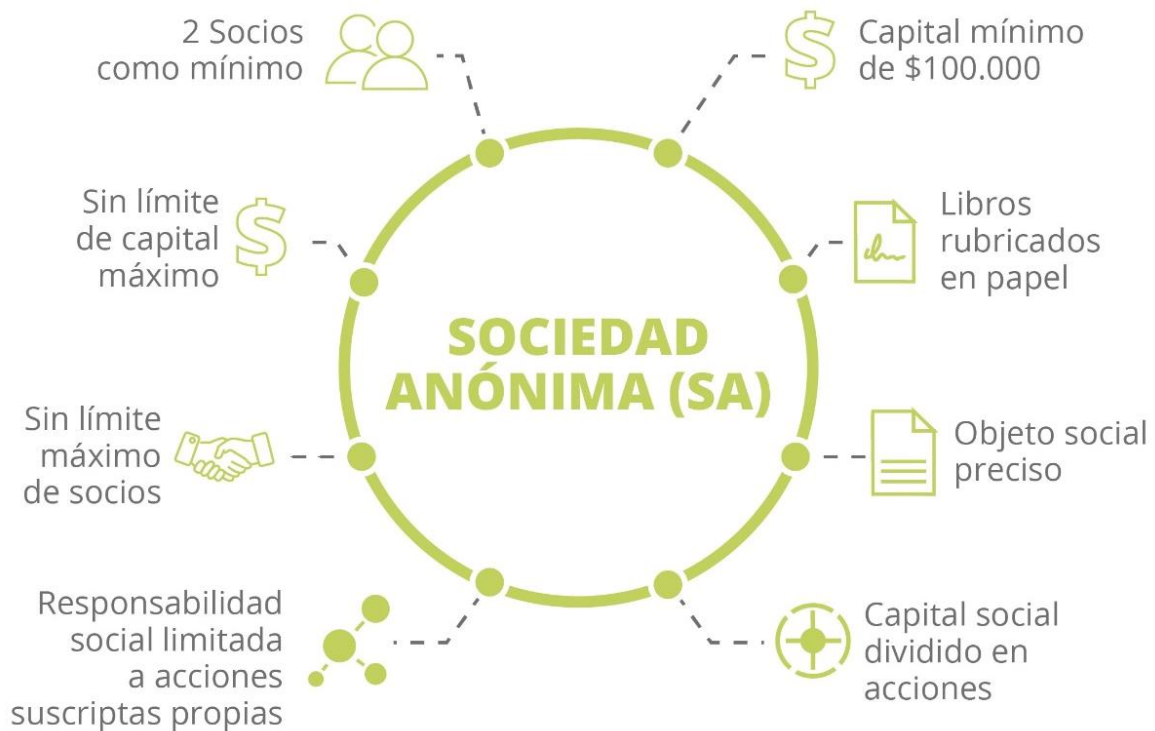 2 Socios
como mínimo
Capital mínimo
de $100.000
Sin límite
de capital
máximo
Libros
rubricados
en papel
SOCIEDAD
ANÓNIMA (SA)
Sin límite
máximo
de socios
Objeto social
preciso
Responsabilidad
social limitada
a acciones
suscriptas propias
Capital social
dividido en
acciones